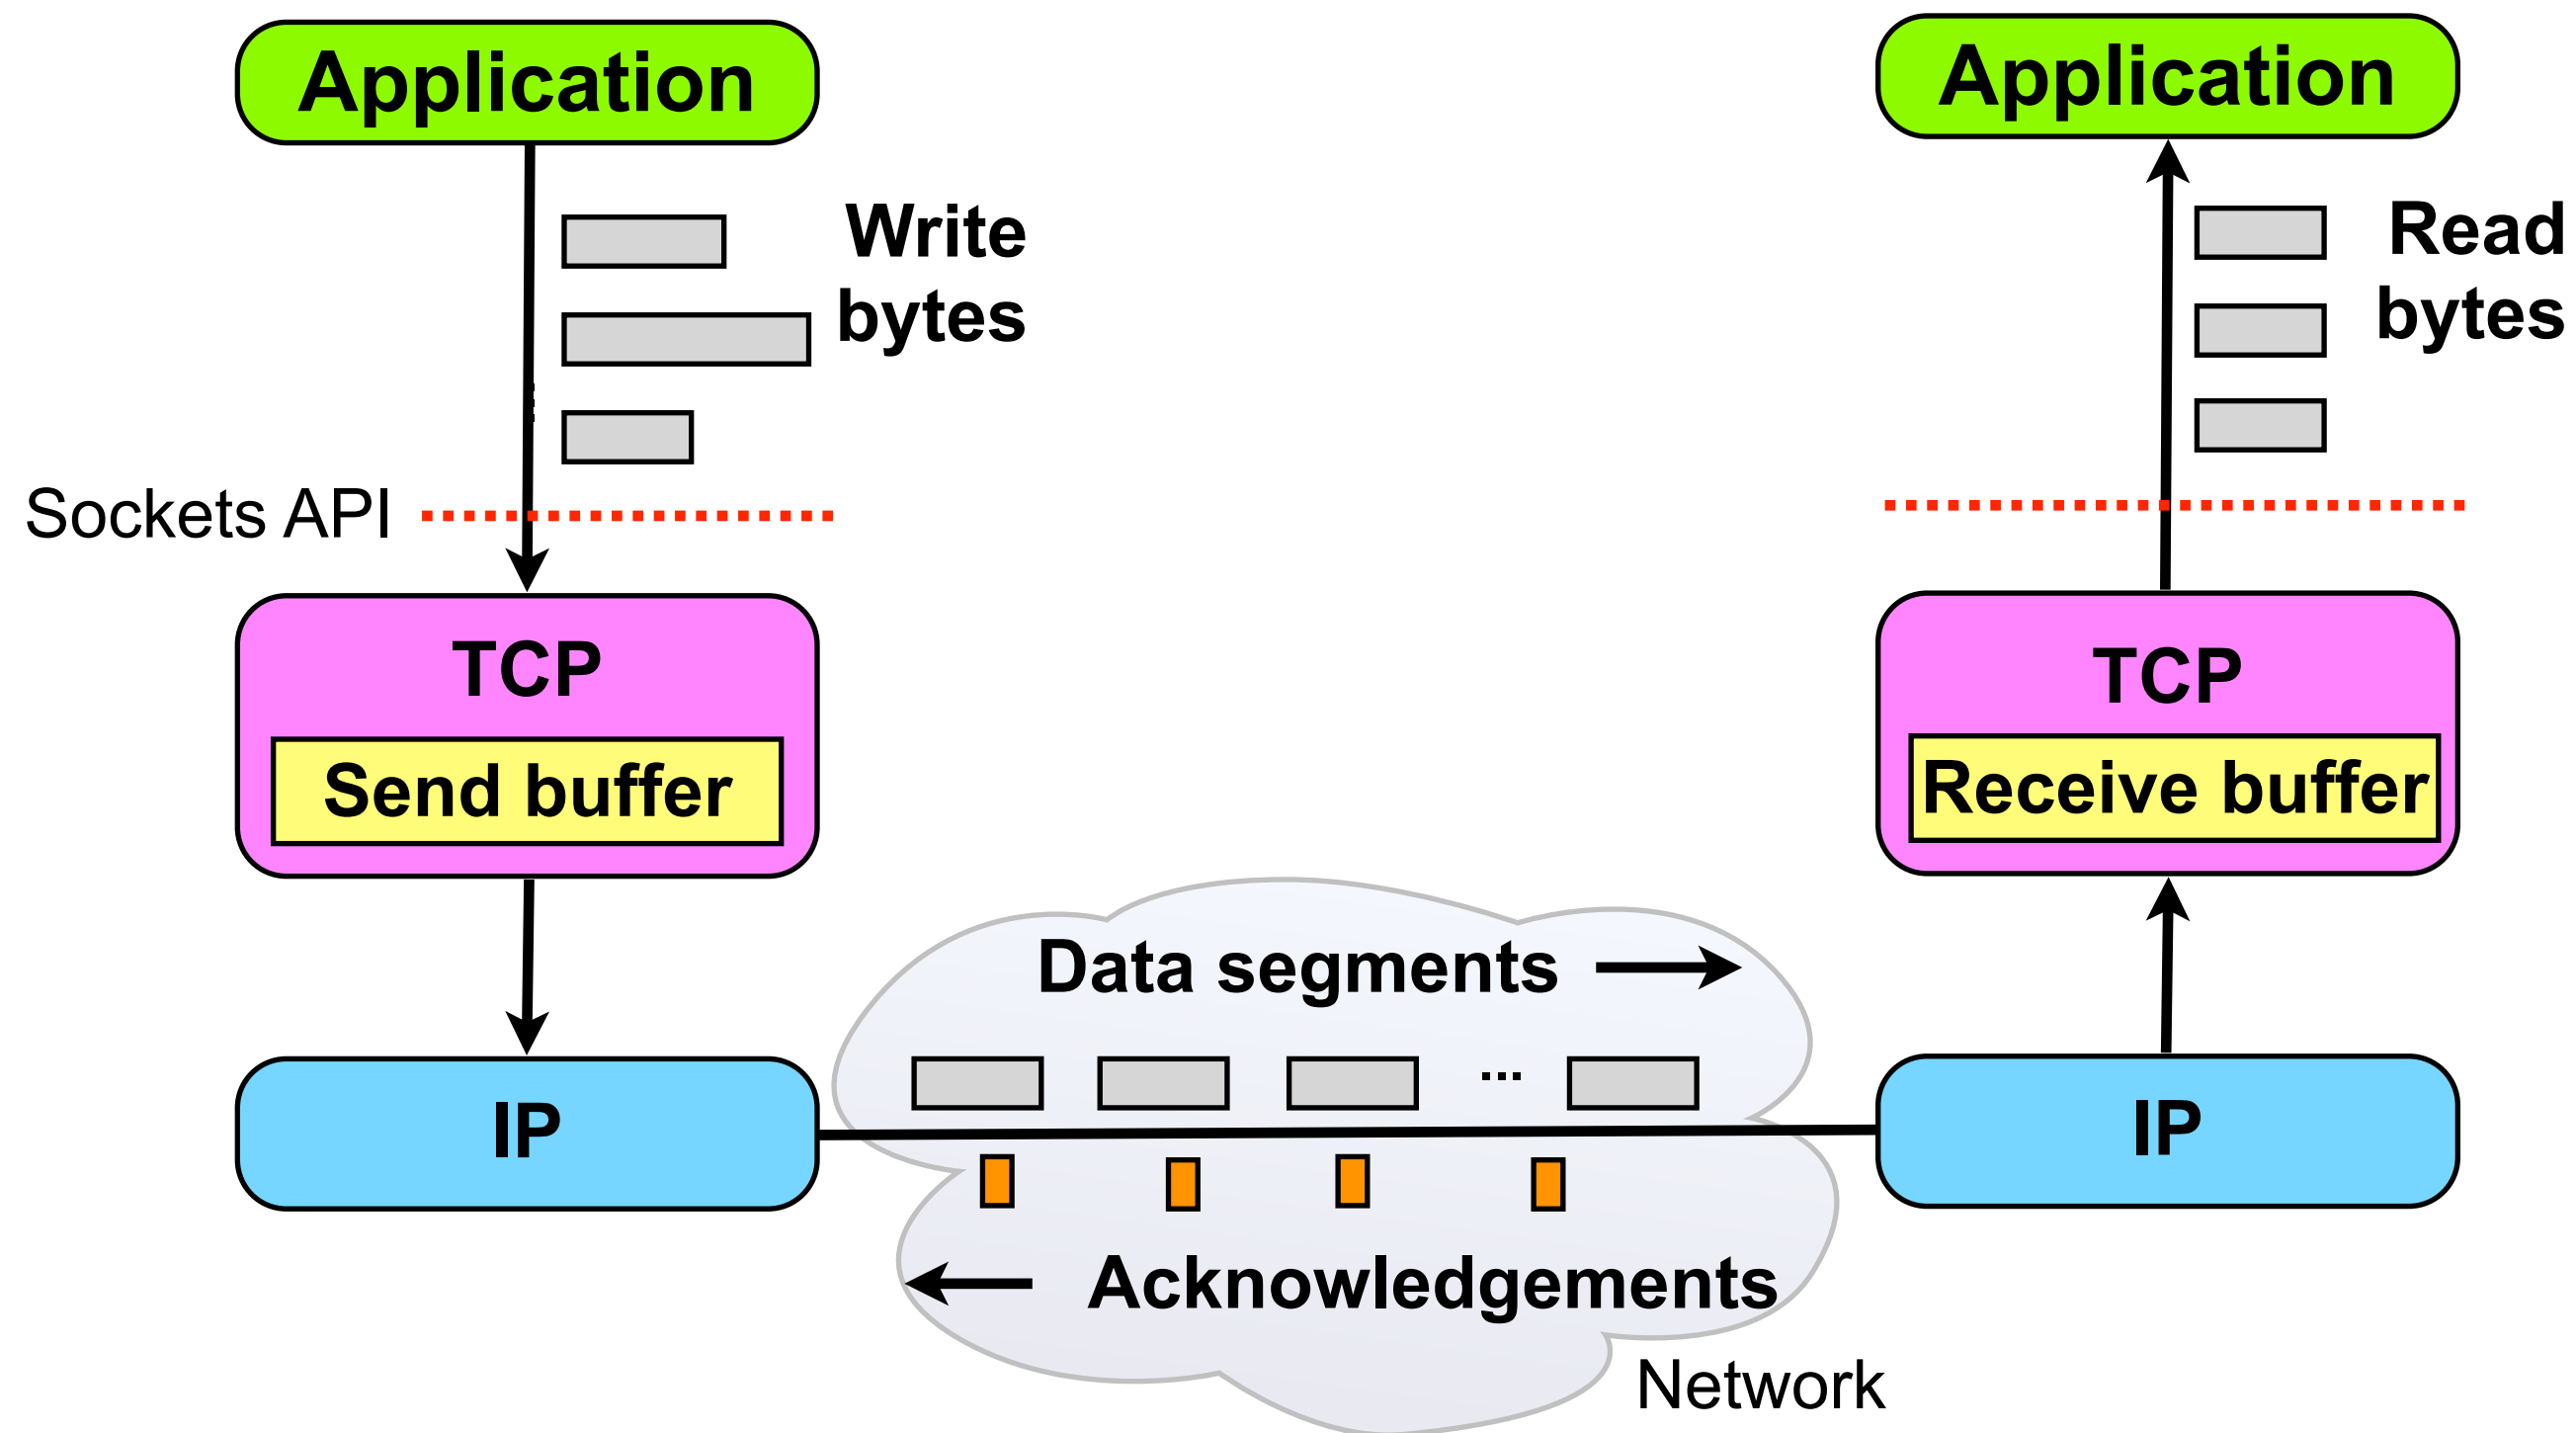 Application
Application
Write
bytes
Read
bytes
Sockets API
TCP
TCP
Send buffer
Receive buffer
Data segments
...
IP
IP
Acknowledgements
Network